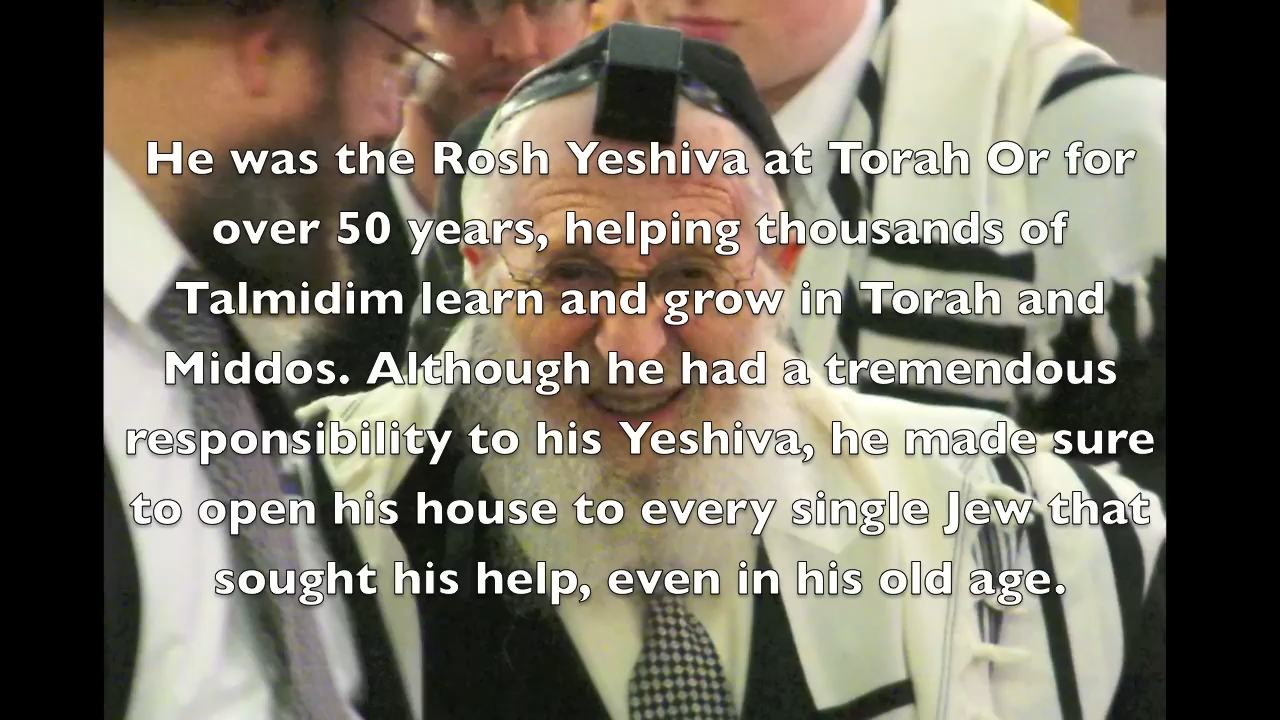 He was the Rosh Yeshiva at Torah Or for
over 50 years, helping thousands of
Talmidim learn and grow in Torah and
Middos. Although he had a tremendous
responsibility to his Yeshiva, he made sure
to open his house to every single Jew that
sought his help, even in his old age.